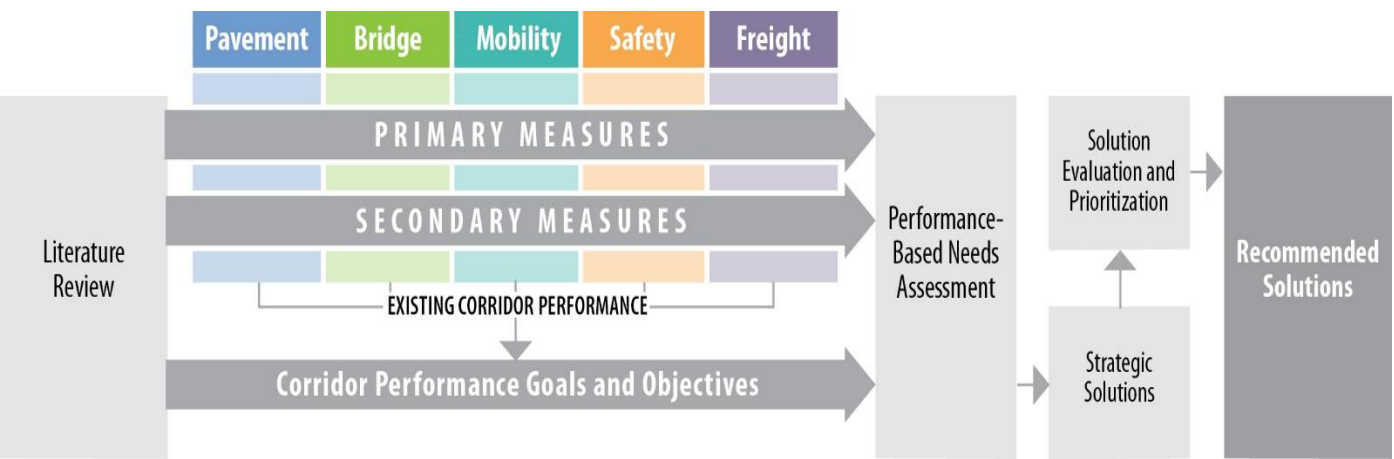 Pavement
Bridge
Mobility
Safety
Freight
PRIMARY MEASURES
SECONDARY MEASURES
Literature
Review
EXISTING CORRIDOR PERFORMANCE
Corridor Performance Goals and Objectives
Performance-
Based Needs
Assessment
Solution
Evaluation and
Prioritization
Strategic
Solutions
Recommended
Solutions